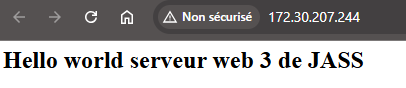 Non sécurisé 172.30.207.244
Hello world serveur web 3 de JASS